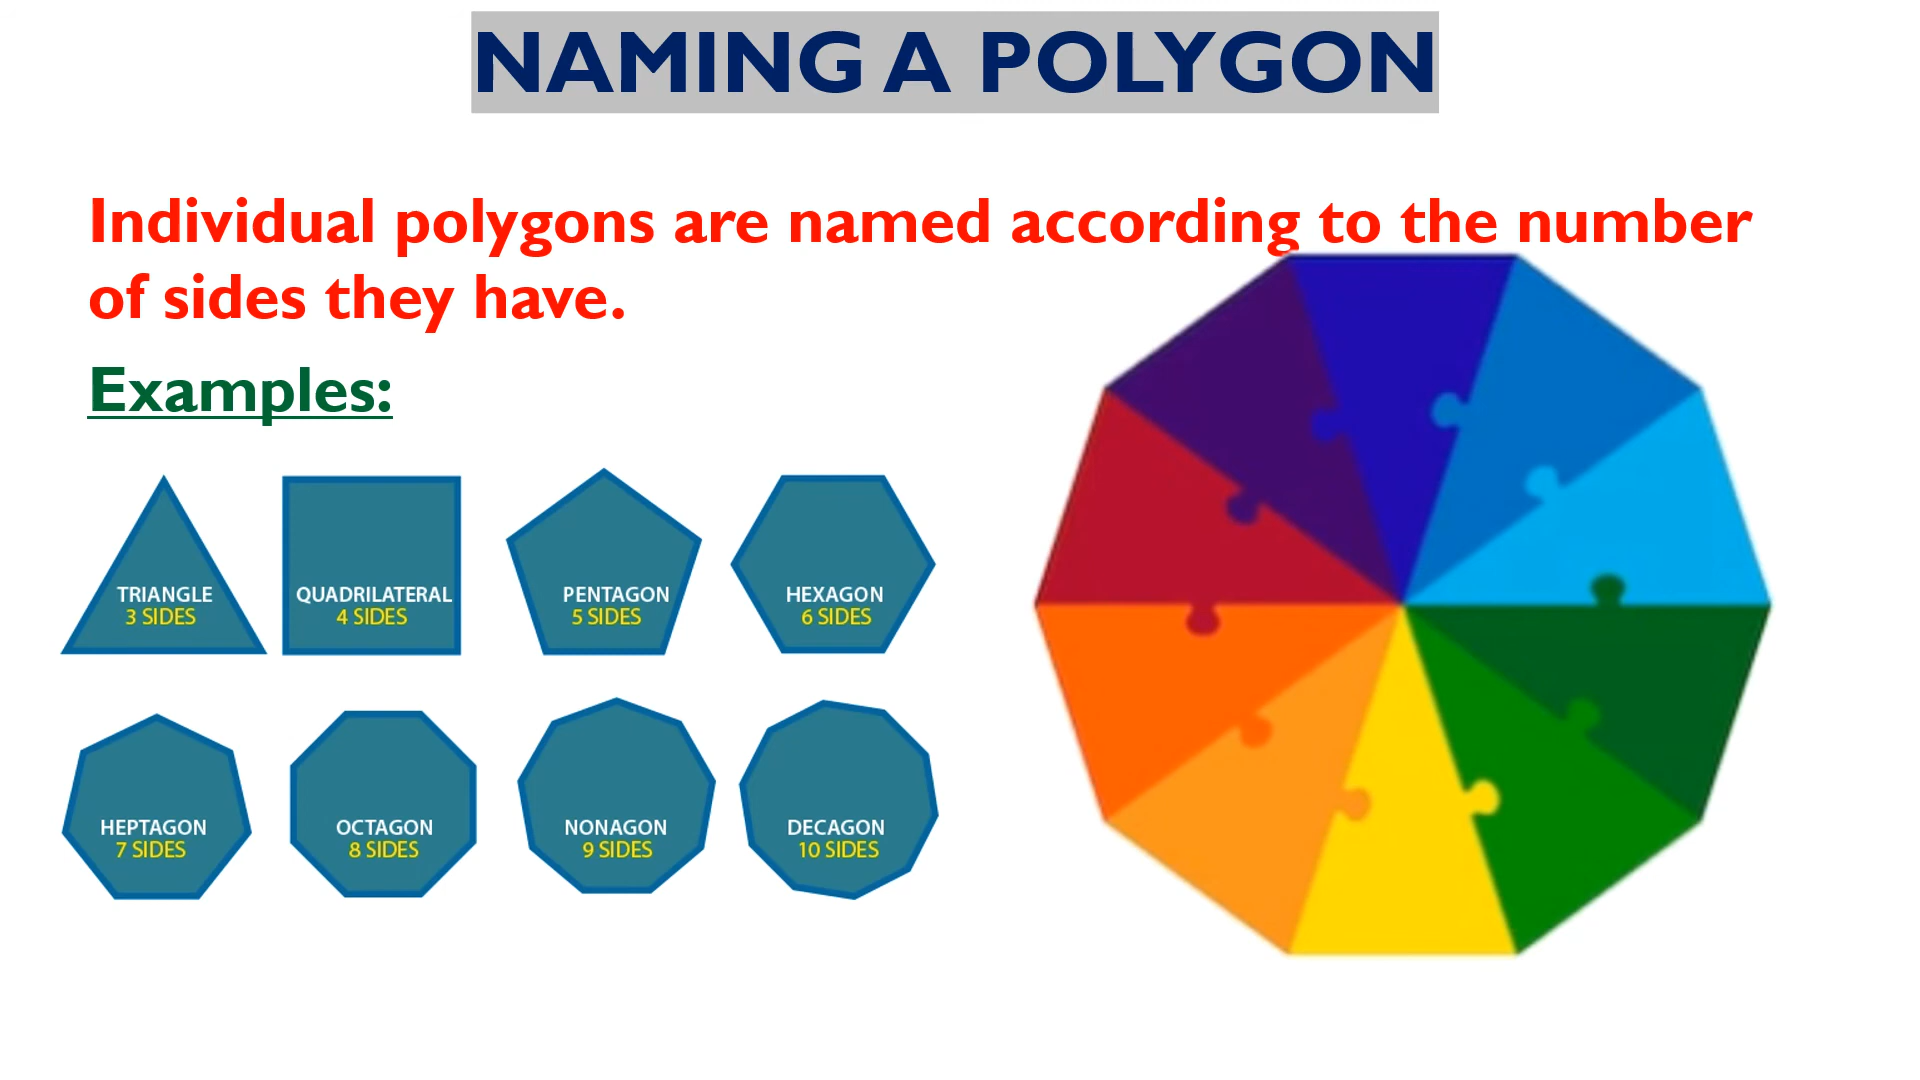 NAMING A POLYGON
Individual polygons are named according to the number
of sides they have.
Examples:
TRIANGLE
3 SIDES
QUADRILATERAL
4 SIDES
PENTAGON
5 SIDES
HEXAGON
6 SIDES
HEPTAGON
7 SIDES
OCTAGON
8 SIDES
NONAGON
9 SIDES
DECAGON
10 SIDES